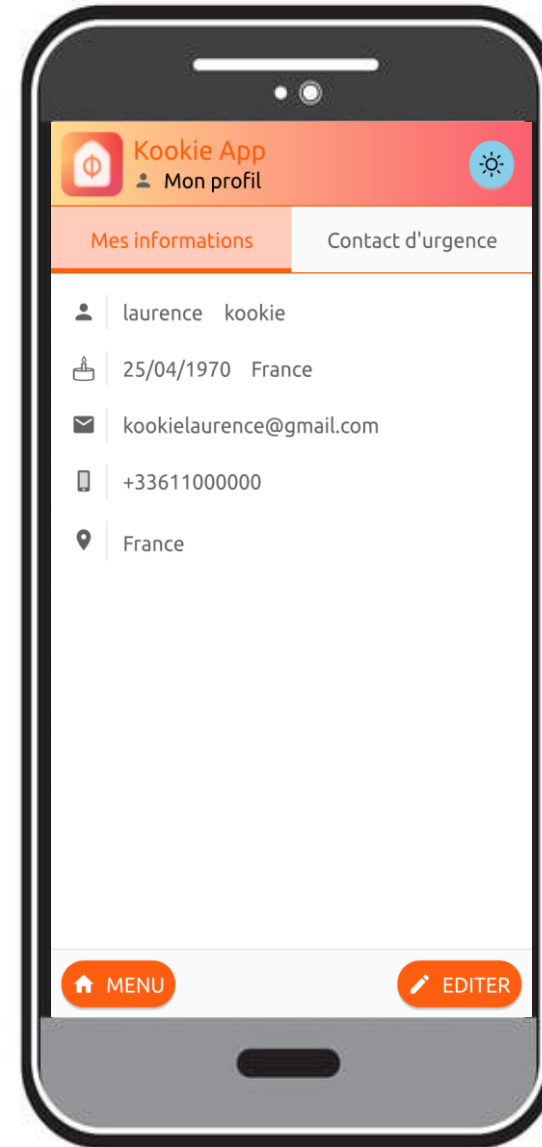 Kookie App
Mon profil
Mes informations Contact d'urgence
laurence kookie
25/04/1970 France
kookielaurence@gmail.com
+33611000000
France
MENU EDITER